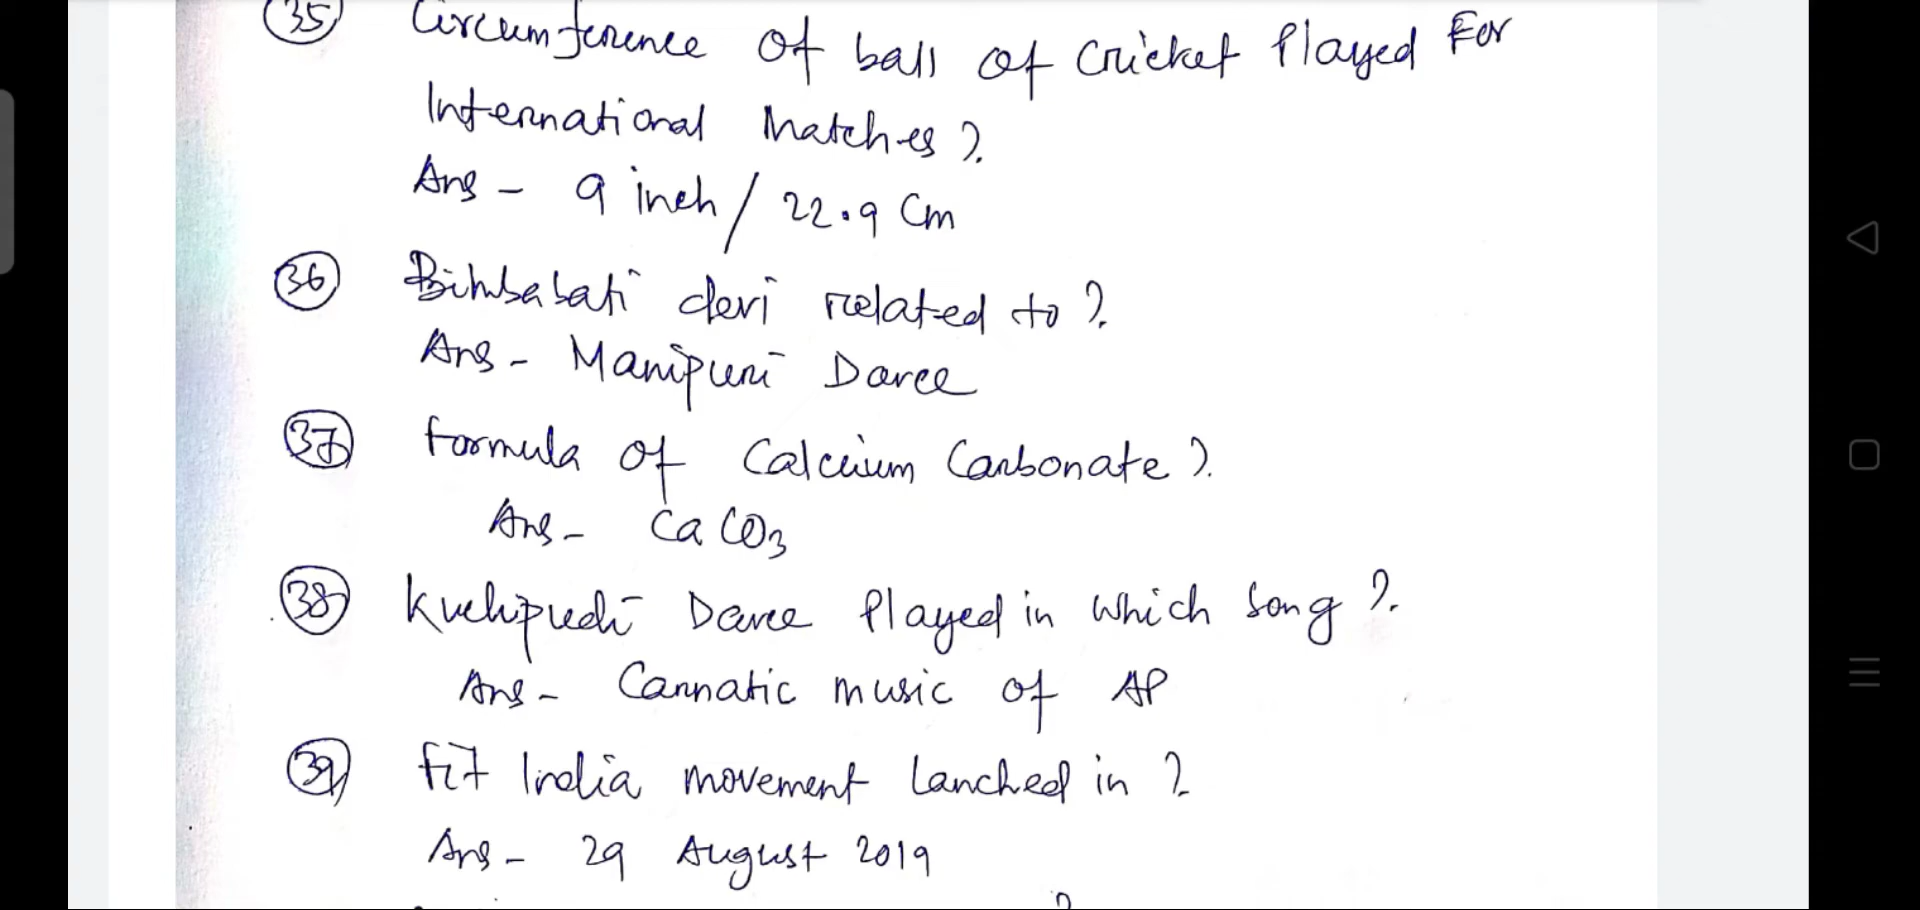 35 Circumference of ball of Cricket Played For
International Matches?
Ans - 9 inch / 22.9 Cm
36 Bimbabati devi related to?
Ans - Manipuri Dance
37 Formula of Calcium Carbonate?
Ans - CaCO3
38 Kuchipudi Dance Played in which Song?
Ans - Carnatic music of AP
39 Fit India movement Lanched in?
Ans - 29 August 2019